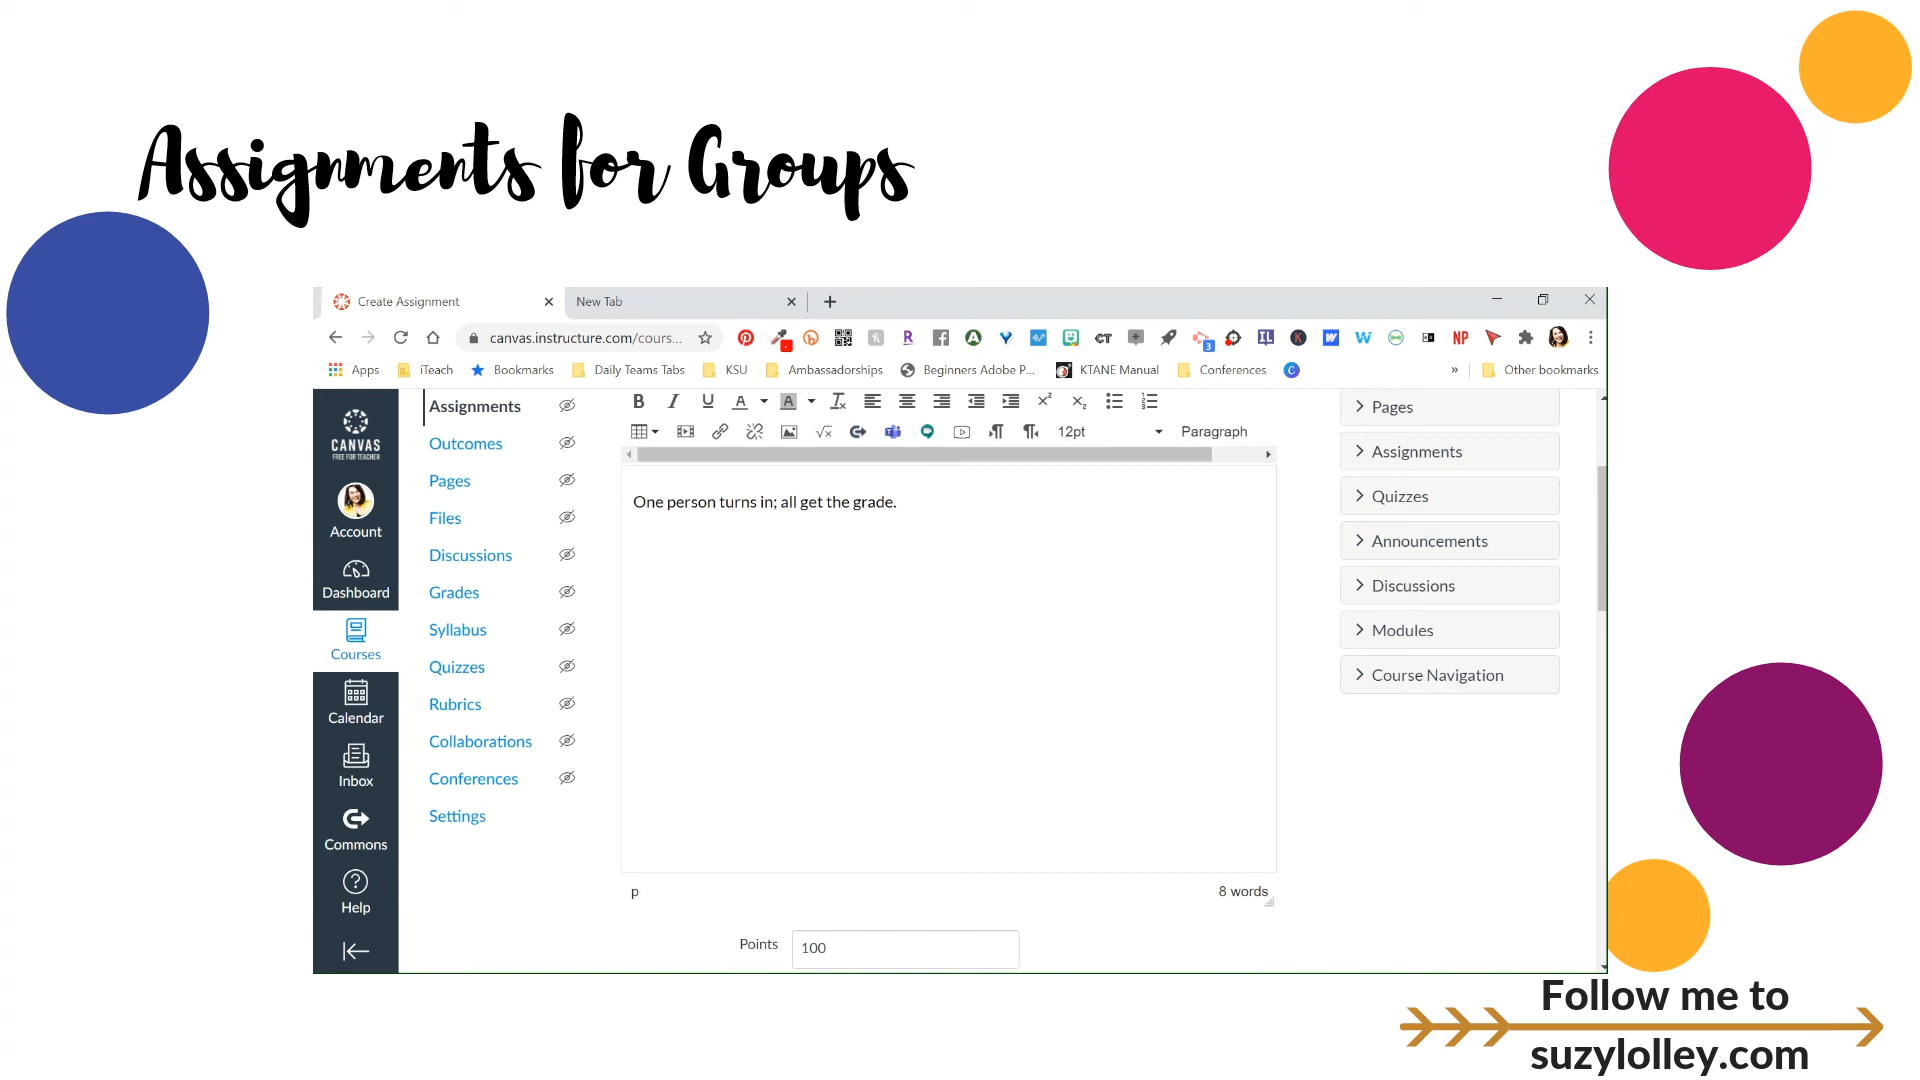 Assignments for Groups
Create Assignment
New Tab
canvas.instructure.com/cours...
Apps iTeach Bookmarks Daily Teams Tabs KSU Ambassadorships Beginners Adobe P... KTANE Manual Conferences C » Other bookmarks
CANVAS
FREE FOR TEACHER
Account
Dashboard
Courses
Calendar
Inbox
Commons
Help
Assignments
Outcomes
Pages
Files
Discussions
Grades
Syllabus
Quizzes
Rubrics
Collaborations
Conferences
Settings
12pt Paragraph
One person turns in; all get the grade.
p 8 words
Points 100
Pages
Assignments
Quizzes
Announcements
Discussions
Modules
Course Navigation
Follow me to
suzylolley.com